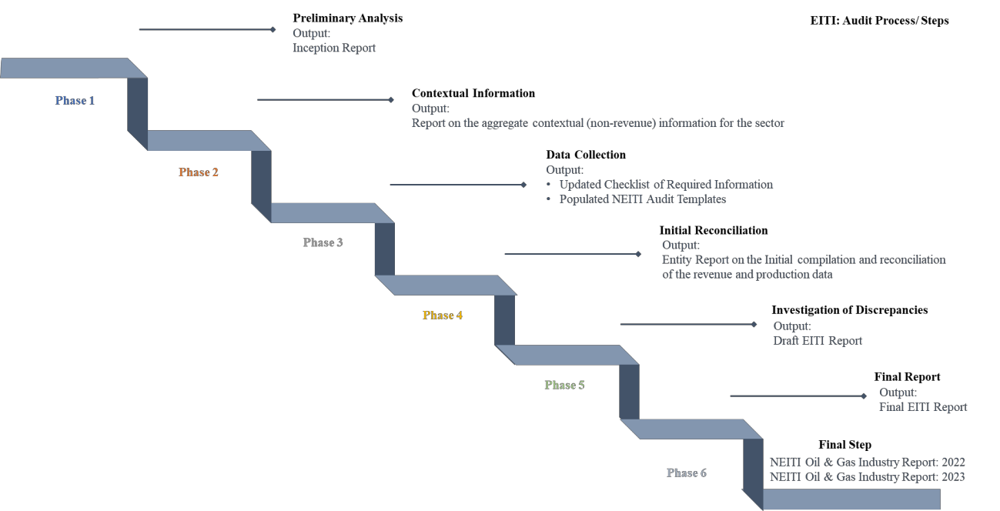 EITI: Audit Process/ Steps
Preliminary Analysis
Output:
Inception Report
Phase 1
Contextual Information
Output:
Report on the aggregate contextual (non-revenue) information for the sector
Phase 2
Data Collection
Output:
• Updated Checklist of Required Information
• Populated NEITI Audit Templates
Phase 3
Initial Reconciliation
Output:
Entity Report on the Initial compilation and reconciliation
of the revenue and production data
Phase 4
Investigation of Discrepancies
Output:
Draft EITI Report
Phase 5
Final Report
Output:
Final EITI Report
Phase 6
Final Step
NEITI Oil & Gas Industry Report: 2022
NEITI Oil & Gas Industry Report: 2023